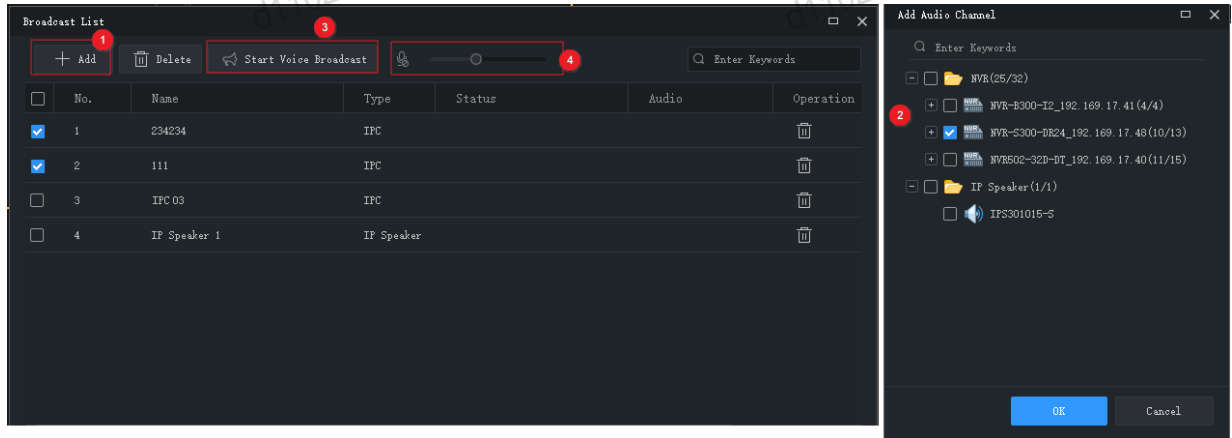 Broadcast List
3
1
Add
Delete
Start Voice Broadcast
4
Enter Keywords
No. Name Type Status Audio Operation
1 234234 IPC
2 111 IPC
3 IPC 03 IPC
4 IP Speaker 1 IP Speaker
Add Audio Channel
Enter Keywords
NVR(25/32)
2
NVR-B300-I2_192.169.17.41(4/4)
NVR-S300-DR24_192.169.17.48(10/13)
NVR502-32D-DT_192.169.17.40(11/15)
IP Speaker(1/1)
IPS301015-S
OK Cancel